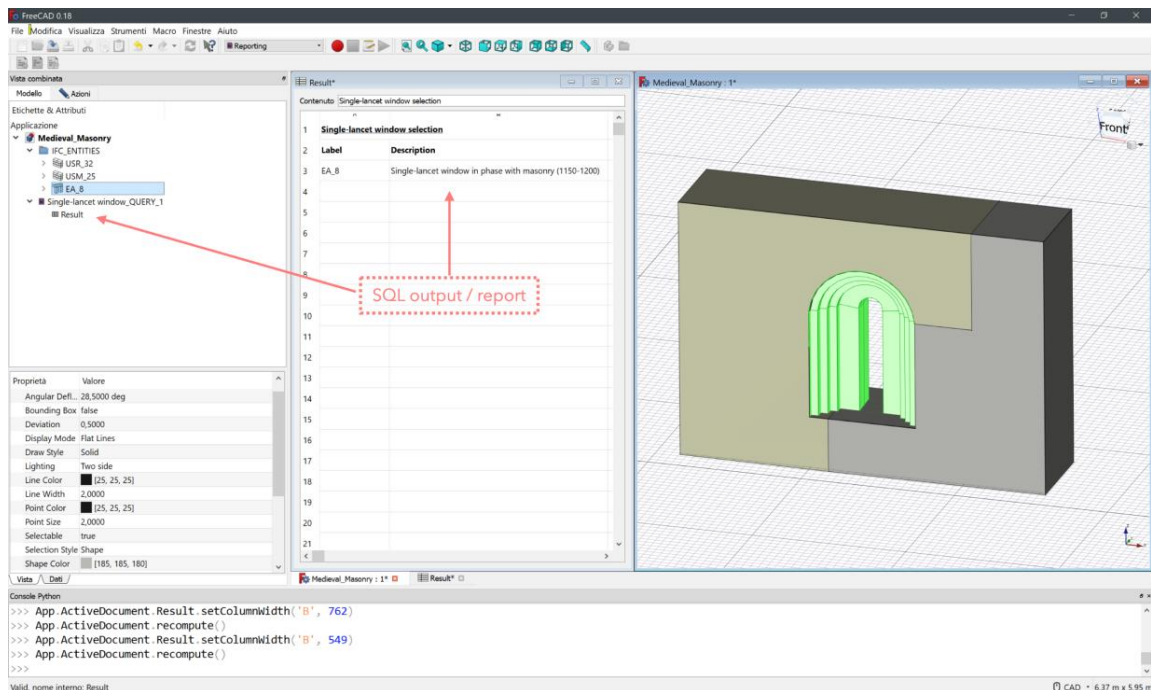 FreeCAD 0.18
File Modifica Visualizza Strumenti Macro Finestre Aiuto
Reporting
Vista combinata
Modello Azioni
Etichette & Attributi
Applicazione
Medieval_Masonry
IFC_ENTITIES
USR_32
USM_25
EA_8
Single-lancet window_QUERY_1
Result
Proprietà Valore
Angular Defl... 28,5000 deg
Bounding Box false
Deviation 0,5000
Display Mode Flat Lines
Draw Style Solid
Lighting Two side
Line Color [25, 25, 25]
Line Width 2,0000
Point Color [25, 25, 25]
Point Size 2,0000
Selectable true
Selection Style Shape
Shape Color [185, 185, 180]
Vista Dati
Result*
Contenuto Single-lancet window selection
1 Single-lancet window selection
2 Label Description
3 EA_8 Single-lancet window in phase with masonry (1150-1200)
4
5
6
7
8
9
10
11
12
13
14
15
16
17
18
19
20
21
SQL output / report
Medieval_Masonry : 1*
Front
Medieval_Masonry : 1* Result*
Console Python
>>> App.ActiveDocument.Result.setColumnWidth('B', 762)
>>> App.ActiveDocument.recompute()
>>> App.ActiveDocument.Result.setColumnWidth('B', 549)
>>> App.ActiveDocument.recompute()
>>>
Valid, nome interno: Result
CAD 6.37 m x 5.95 m